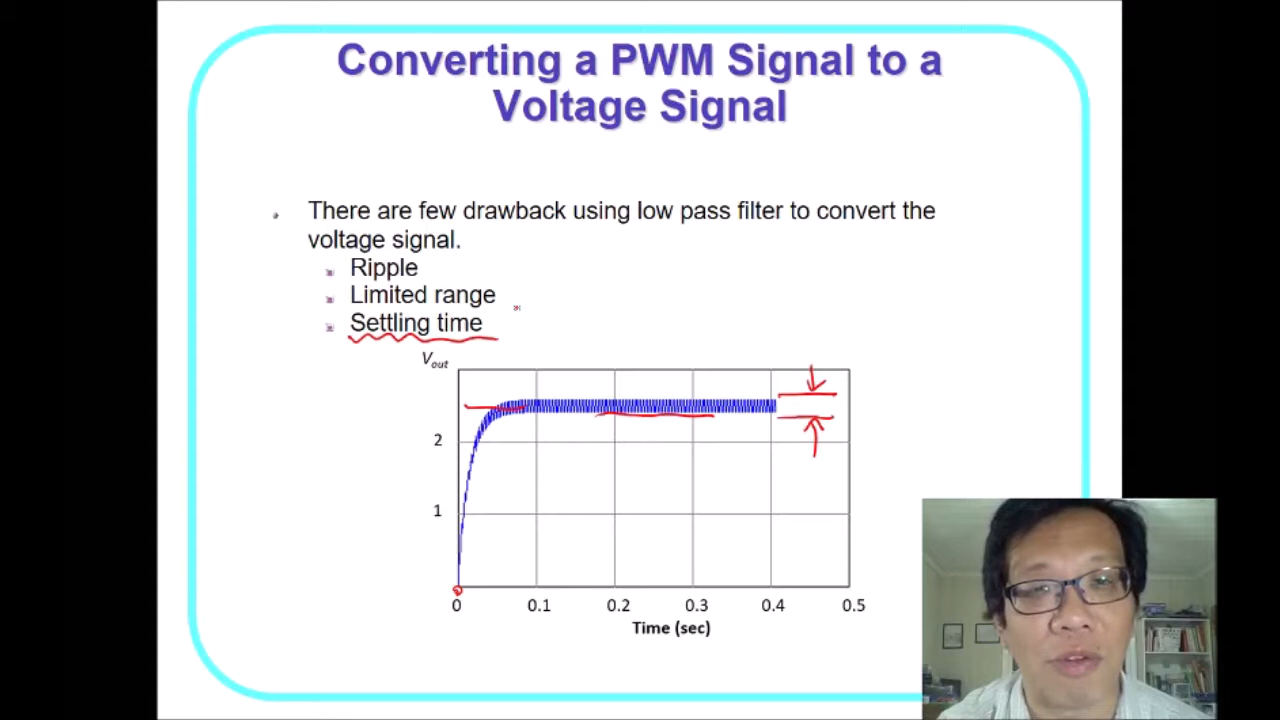 Converting a PWM Signal to a
Voltage Signal
There are few drawback using low pass filter to convert the
voltage signal.
Ripple
Limited range
Settling time
Vout
2
1
0 0.1 0.2 0.3 0.4 0.5
Time (sec)